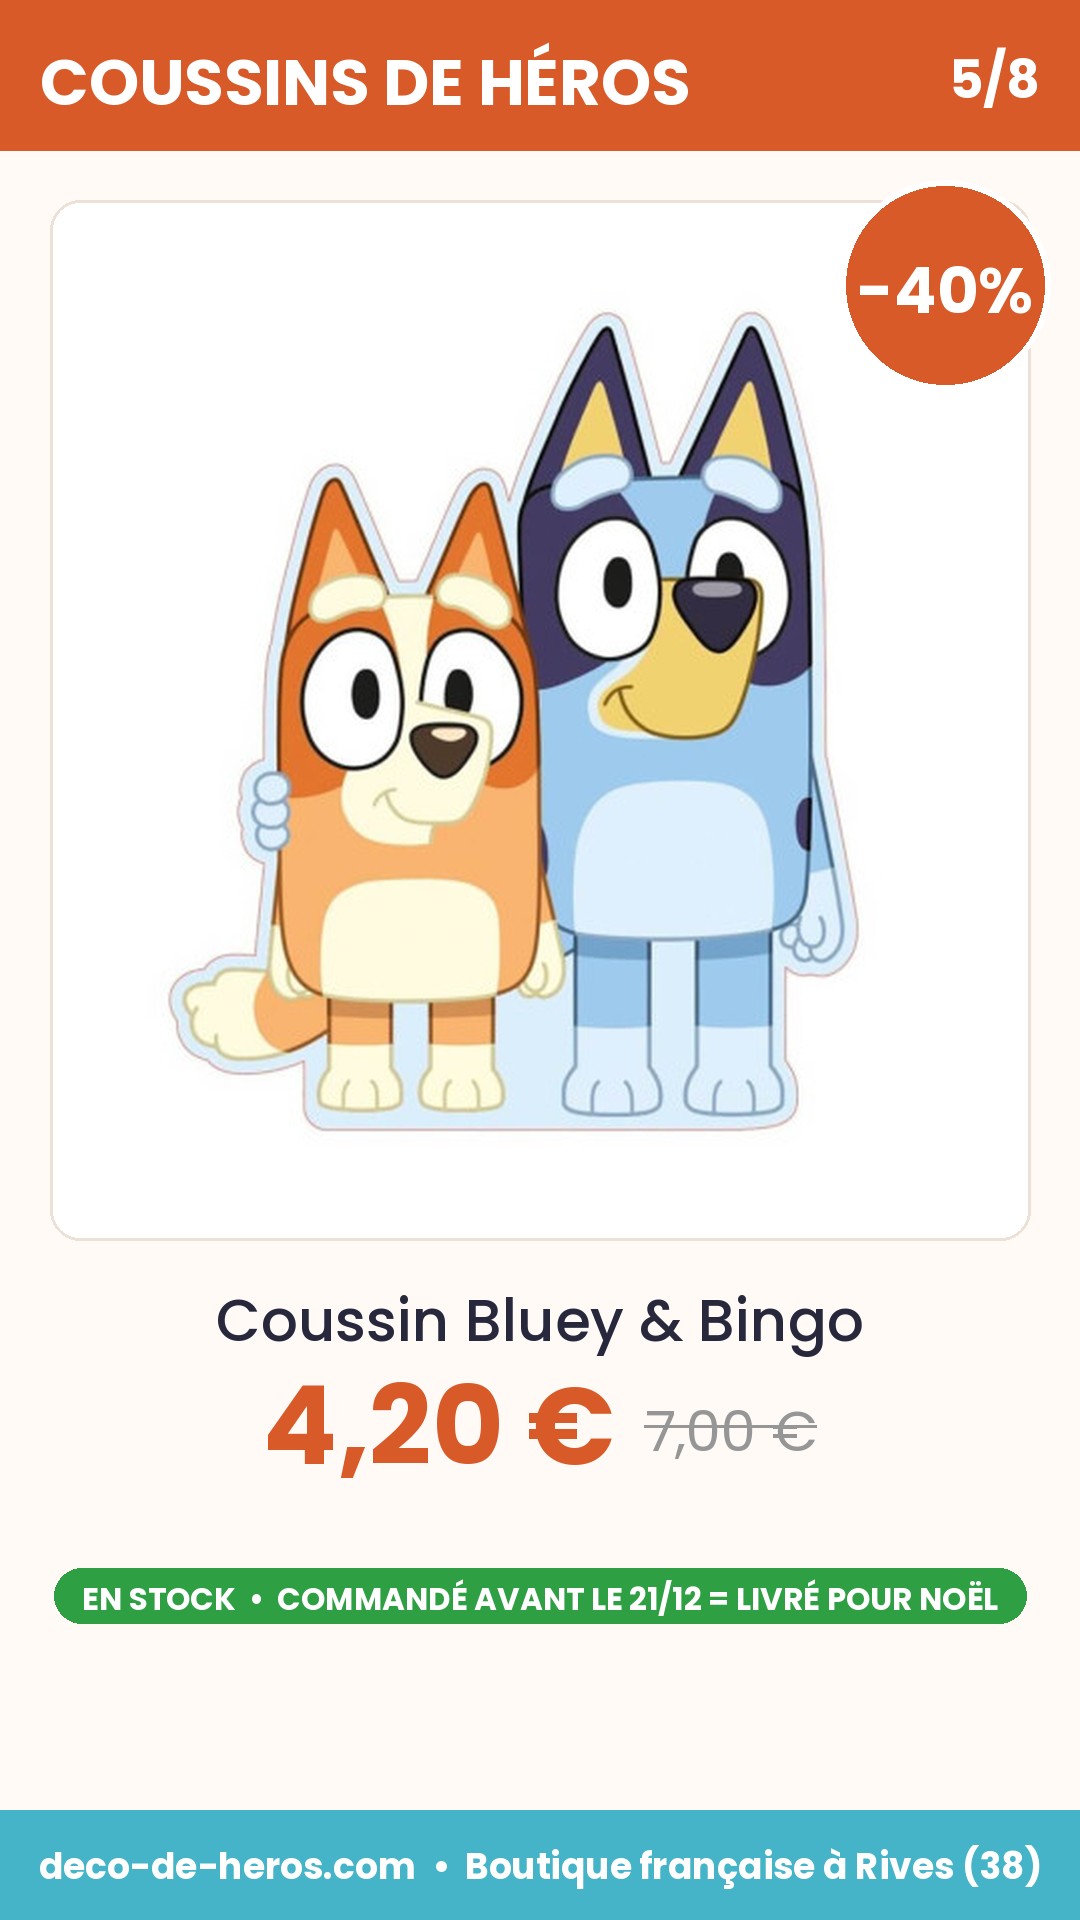 COUSSINS DE HÉROS
5/8
-40%
Coussin Bluey & Bingo
4,20 € 7,00 €
EN STOCK • COMMANDÉ AVANT LE 21/12 = LIVRÉ POUR NOËL
deco-de-heros.com • Boutique française à Rives (38)